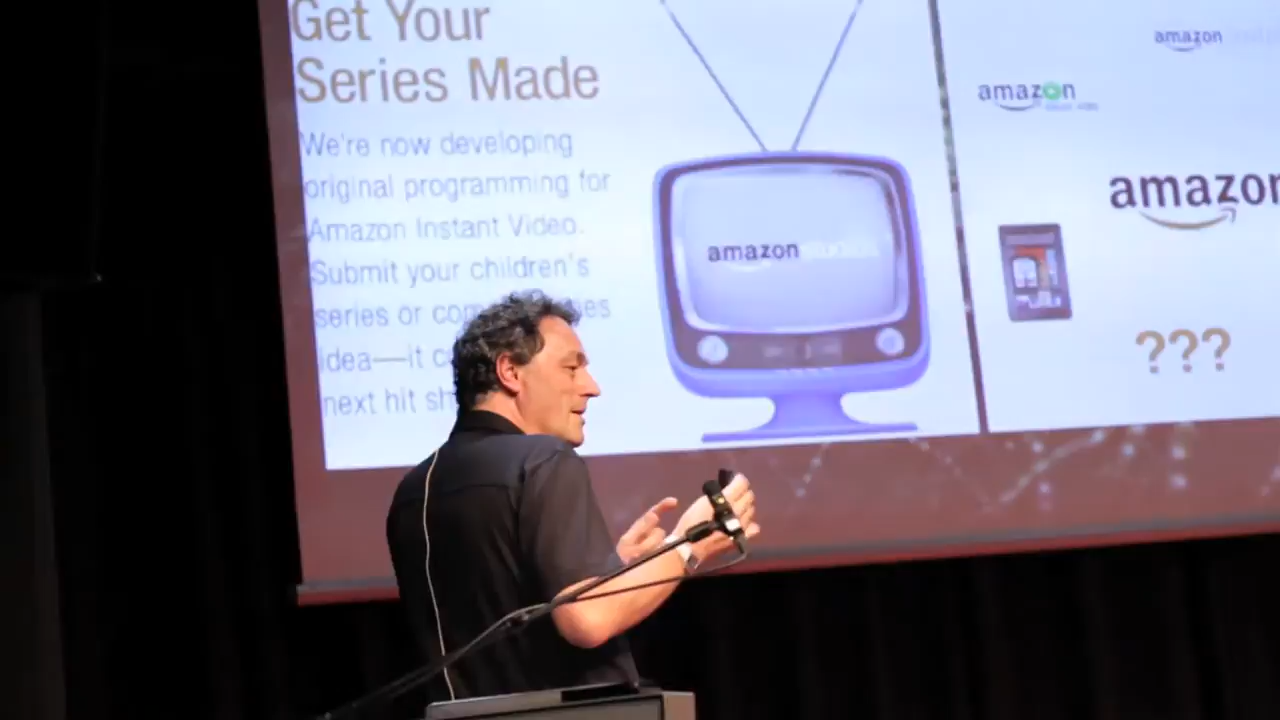 Get Your
Series Made
We're now developing
original programming for
Amazon Instant Video.
Submit your children's
series or
idea—it
next hit
amazon
amazon
amazon
amazon
???